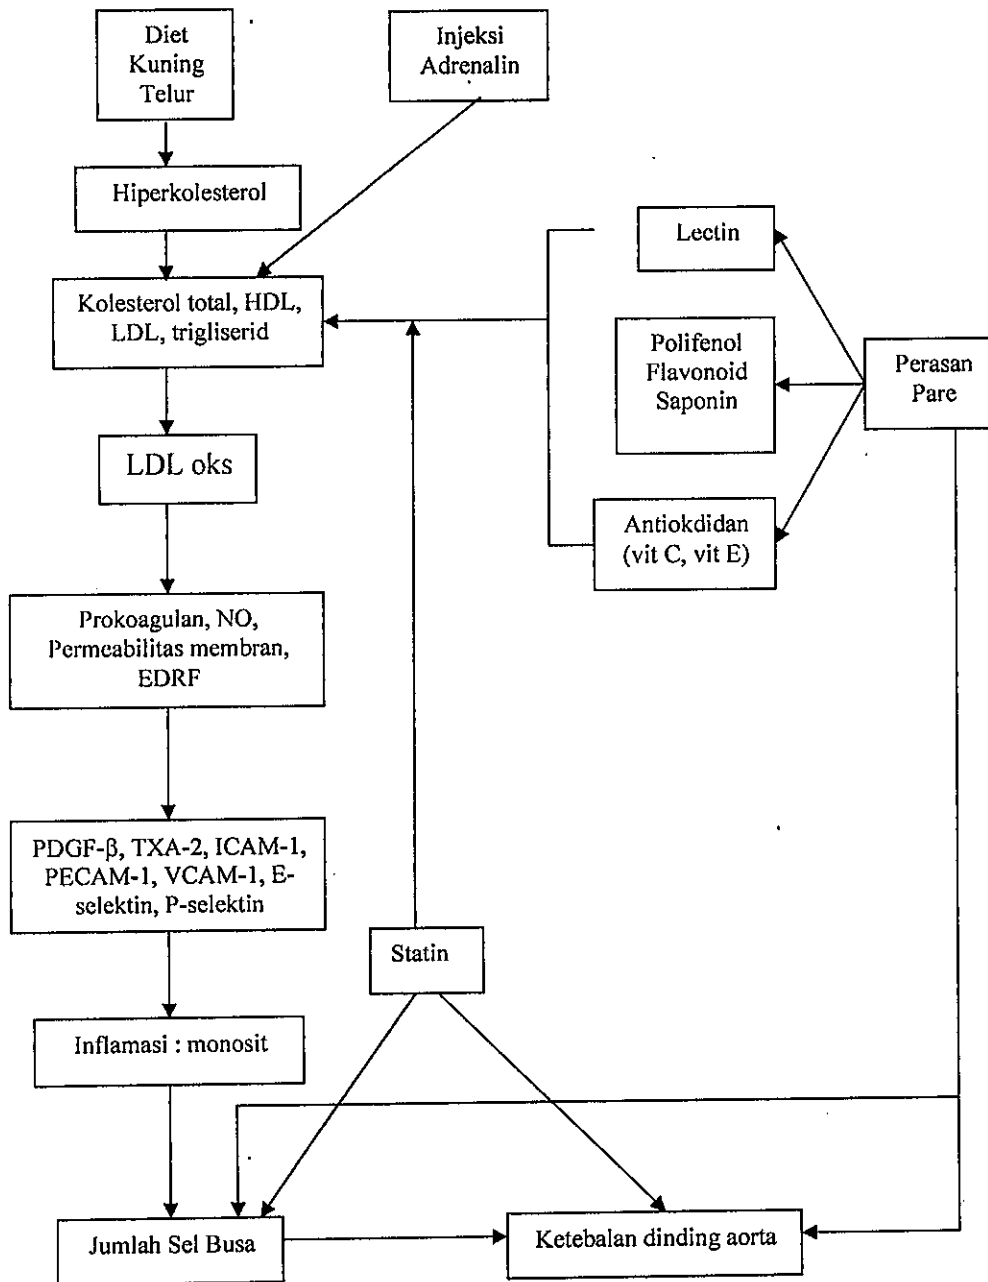 Diet
Kuning
Telur
Injeksi
Adrenalin
Hiperkolesterol
Lectin
Kolesterol total, HDL,
LDL, trigliserid
Polifenol
Flavonoid
Saponin
Perasan
Pare
LDL oks
Antiokdidan
(vit C, vit E)
Prokoagulan, NO,
Permeabilitas membran,
EDRF
PDGF-β, TXA-2, ICAM-1,
PECAM-1, VCAM-1, E-
selektin, P-selektin
Statin
Inflamasi : monosit
Jumlah Sel Busa
Ketebalan dinding aorta